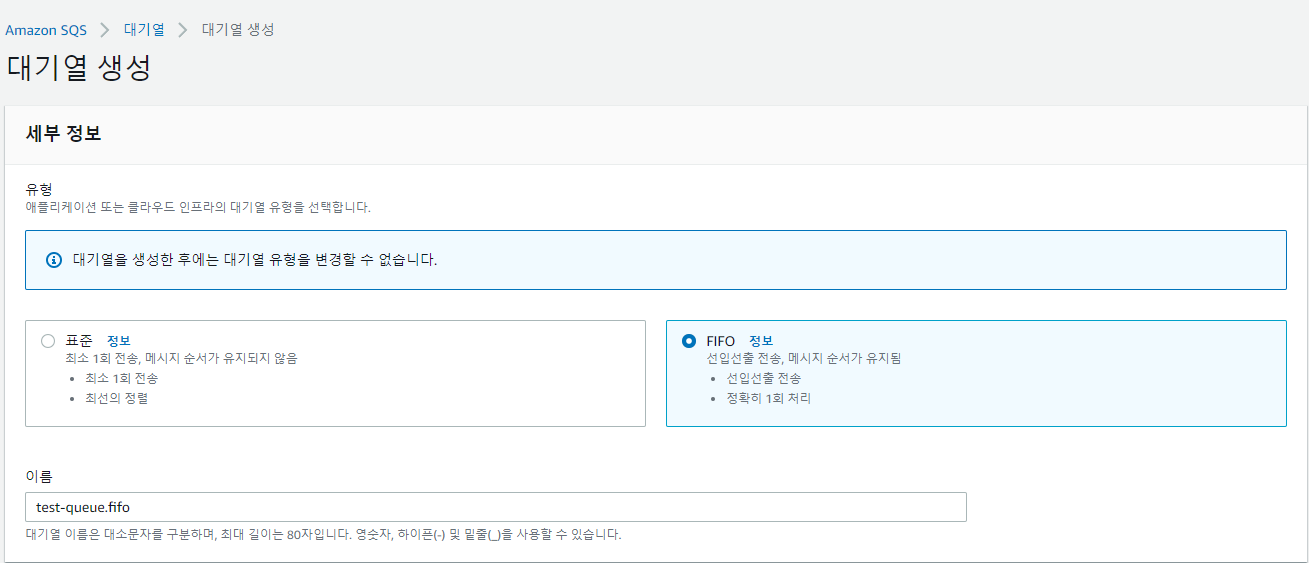 Amazon SQS > 대기열 > 대기열 생성
대기열 생성
세부 정보
유형
애플리케이션 또는 클라우드 인프라의 대기열 유형을 선택합니다.
대기열을 생성한 후에는 대기열 유형을 변경할 수 없습니다.
표준 정보
최소 1회 전송, 메시지 순서가 유지되지 않음
• 최소 1회 전송
• 최선의 정렬
FIFO 정보
선입선출 전송, 메시지 순서가 유지됨
• 선입선출 전송
• 정확히 1회 처리
이름
test-queue.fifo
대기열 이름은 대소문자를 구분하며, 최대 길이는 80자입니다. 영숫자, 하이픈(-) 및 밑줄(_)을 사용할 수 있습니다.